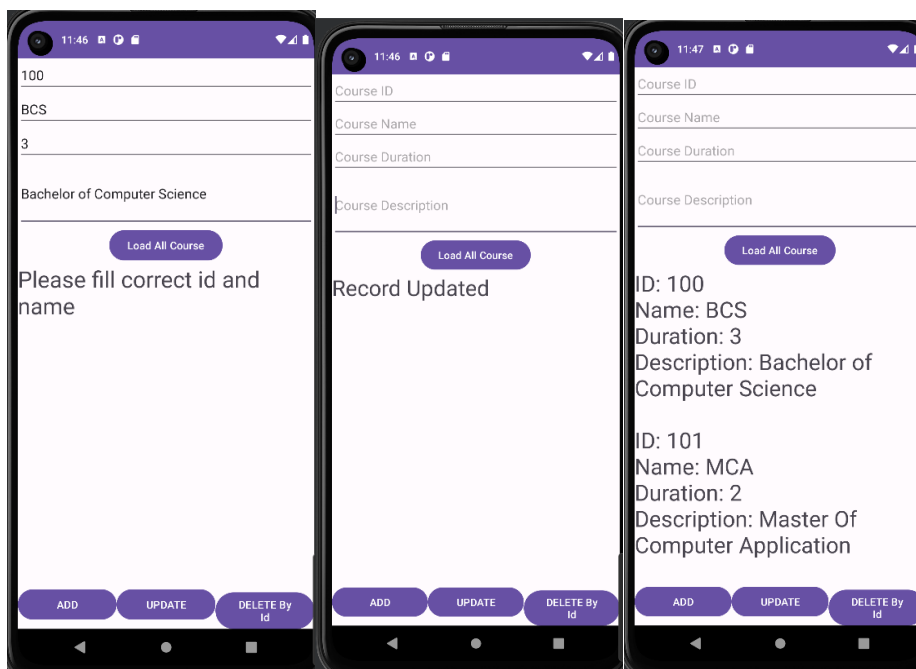 11:46
100
BCS
3
Bachelor of Computer Science
Load All Course
Please fill correct id and
name
ADD
UPDATE
DELETE By
Id
11:46
Course ID
Course Name
Course Duration
Course Description
Load All Course
Record Updated
ADD
UPDATE
DELETE By
Id
11:47
Course ID
Course Name
Course Duration
Course Description
Load All Course
ID: 100
Name: BCS
Duration: 3
Description: Bachelor of
Computer Science
ID: 101
Name: MCA
Duration: 2
Description: Master Of
Computer Application
ADD
UPDATE
DELETE By
Id